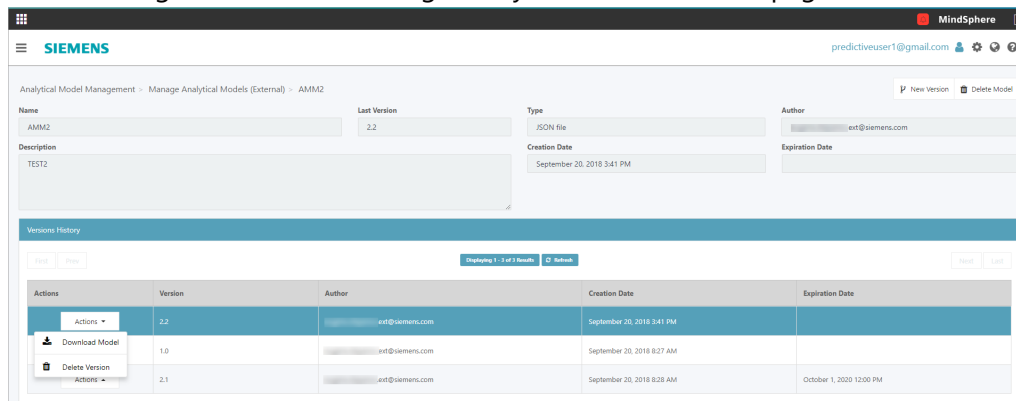 MindSphere
SIEMENS
predictiveuser1@gmail.com
Analytical Model Management > Manage Analytical Models (External) > AMM2
New Version Delete Model
Name Last Version Type Author
AMM2 2.2 JSON file ext@siemens.com
Description Creation Date Expiration Date
TEST2 September 20, 2018 3:41 PM
Versions History
First Prev Displaying 1 - 3 of 3 Results Refresh Next Last
Actions Version Author Creation Date Expiration Date
Actions 2.2 ext@siemens.com September 20, 2018 3:41 PM
Download Model
1.0 ext@siemens.com September 20, 2018 8:27 AM
Delete Version
Actions 2.1 ext@siemens.com September 20, 2018 8:28 AM October 1, 2020 12:00 PM